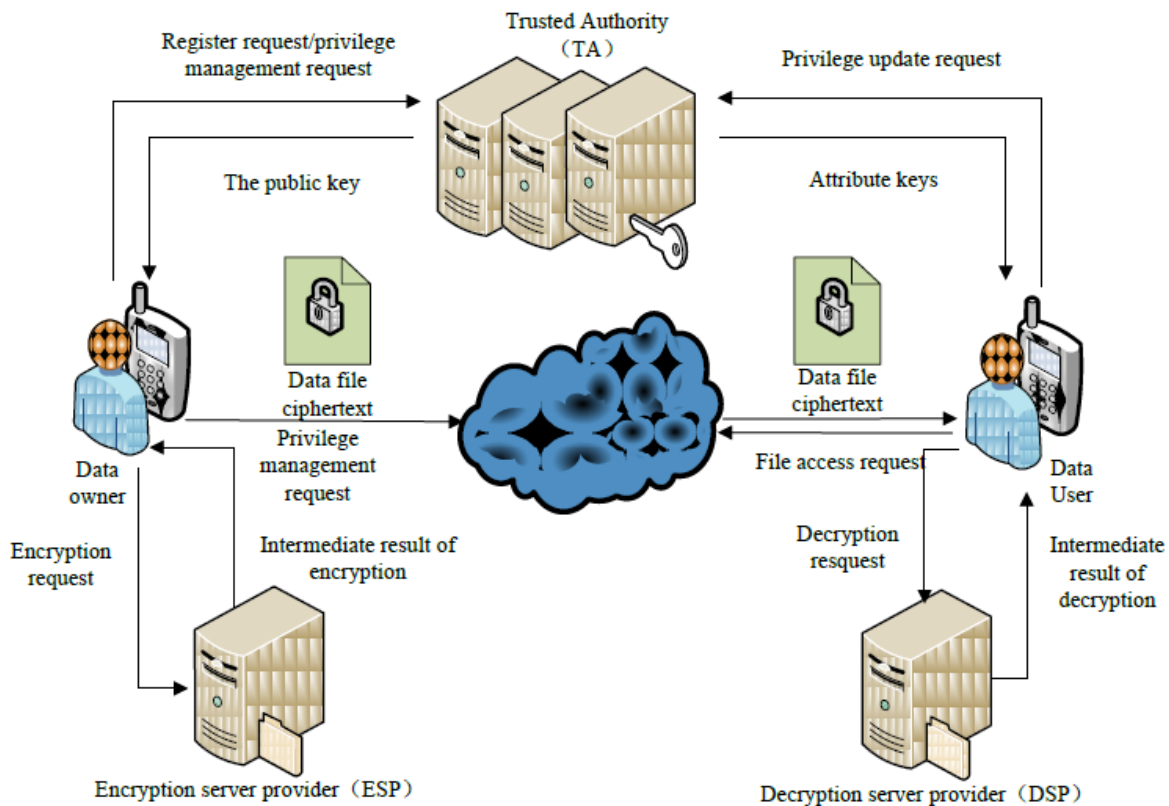 Trusted Authority
（TA）
Register request/privilege
management request
Privilege update request
The public key
Attribute keys
Data file
ciphertext
Privilege
management
request
Data file
ciphertext
File access request
Data
owner
Data
User
Encryption
request
Intermediate result of
encryption
Decryption
resquest
Intermediate
result of
decryption
Encryption server provider（ESP）
Decryption server provider（DSP）